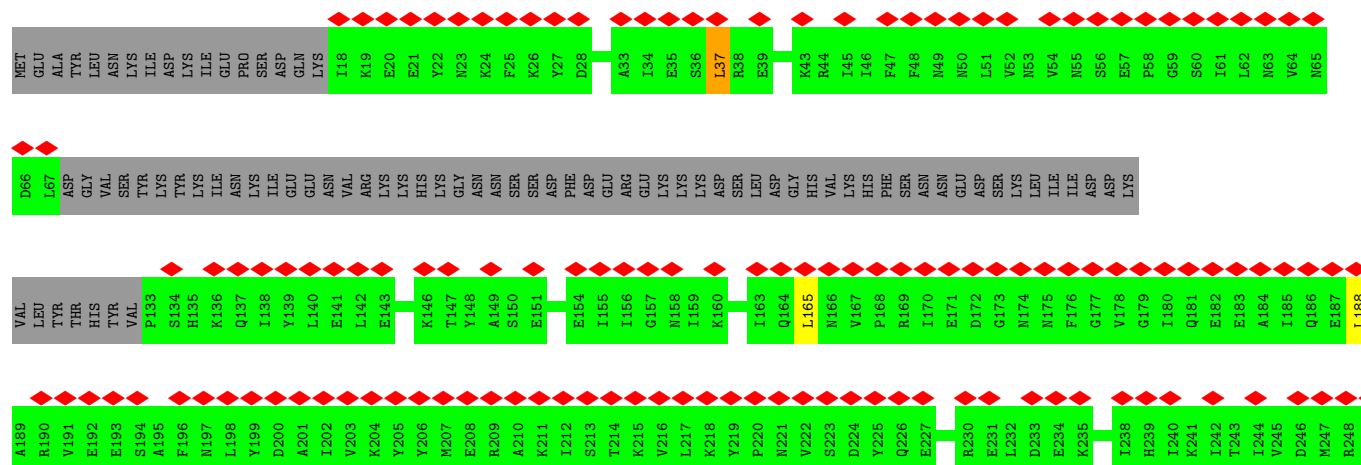 MET GLU ALA TYR LEU ASN LYS ILE ASP LYS ILE GLU PRO SER ASP GLN LYS I18 K19 E20 E21 Y22 N23 K24 F25 K26 Y27 D28 A33 I34 E35 S36 L37 R38 E39 K43 R44 I45 I46 F47 F48 N49 N50 L51 V52 N53 V54 N55 S56 E57 P58 G59 S60 I61 L62 N63 V64 N65
D66 L67 ASP GLY VAL SER TYR LYS TYR LYS ILE ASN LYS ILE GLU GLU ASN VAL ARG LYS LYS HIS LYS GLY ASN ASN SER SER ASP PHE ASP GLU ARG GLU LYS LYS LYS ASP SER LEU ASP GLY HIS VAL LYS HIS PHE SER ASN ASN GLU ASP SER LYS LEU ILE ILE ASP ASP LYS
VAL LEU TYR THR HIS TYR VAL P133 S134 H135 K136 Q137 I138 Y139 L140 E141 L142 E143 K146 T147 Y148 A149 S150 E151 E154 I155 I156 G157 N158 I159 K160 I163 Q164 L165 N166 V167 P168 R169 I170 E171 D172 G173 N174 N175 F176 G177 V178 G179 I180 Q181 E182 E183 A184 I185 Q186 E187 L188
A189 R190 V191 E192 E193 S194 A195 F196 N197 L198 Y199 D200 A201 I202 V203 K204 Y205 Y206 M207 E208 R209 A210 K211 I212 S213 T214 K215 V216 L217 K218 Y219 P220 N221 V222 S223 D224 Y225 Q226 E227 R230 E231 L232 D233 E234 K235 I238 H239 I240 K241 I242 T243 I244 V245 D246 M247 R248